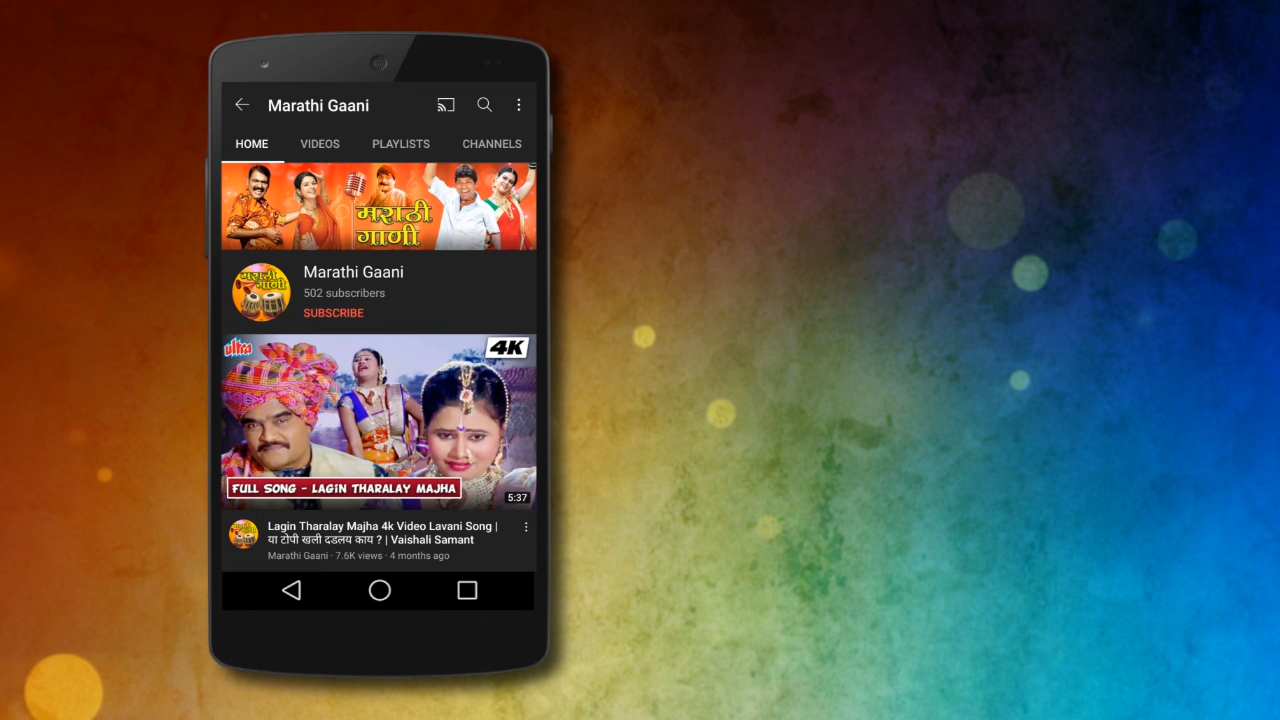 Marathi Gaani
HOME VIDEOS PLAYLISTS CHANNELS
मराठी
गाणी
मराठी
गाणी
Marathi Gaani
502 subscribers
SUBSCRIBE
ultra
4K
FULL SONG - LAGIN THARALAY MAJHA
5:37
Lagin Tharalay Majha 4k Video Lavani Song |
या टोपी खली दडलय काय ? | Vaishali Samant
Marathi Gaani · 7.6K views · 4 months ago